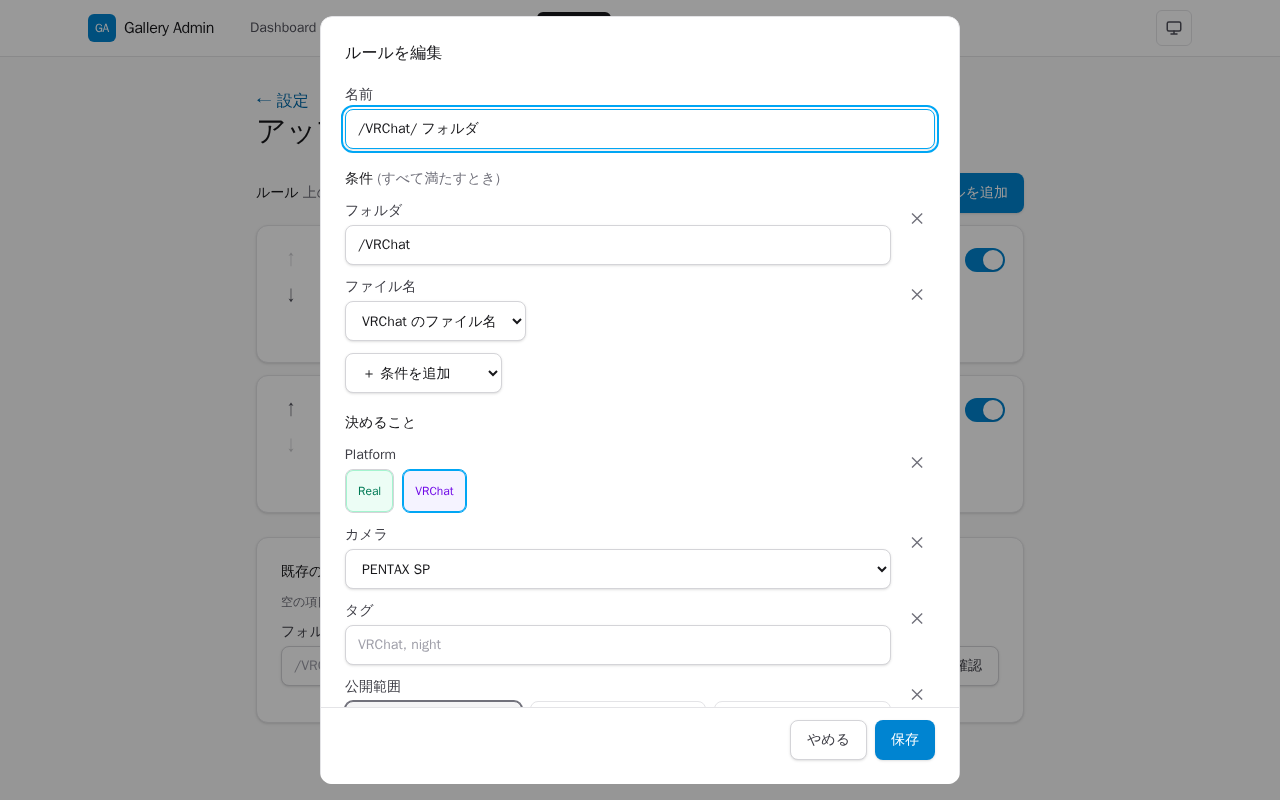 GA Gallery Admin Dashboard
← 設定
アッ
ルール 上の
ルを追加
ルールを編集
名前
/VRChat/ フォルダ
条件 (すべて満たすとき)
フォルダ
/VRChat
ファイル名
VRChat のファイル名
＋ 条件を追加
決めること
Platform
Real VRChat
カメラ
PENTAX SP
タグ
VRChat, night
公開範囲
やめる 保存
↑
↓
↑
↓
既存の
空の項
フォル
/VRC
確認